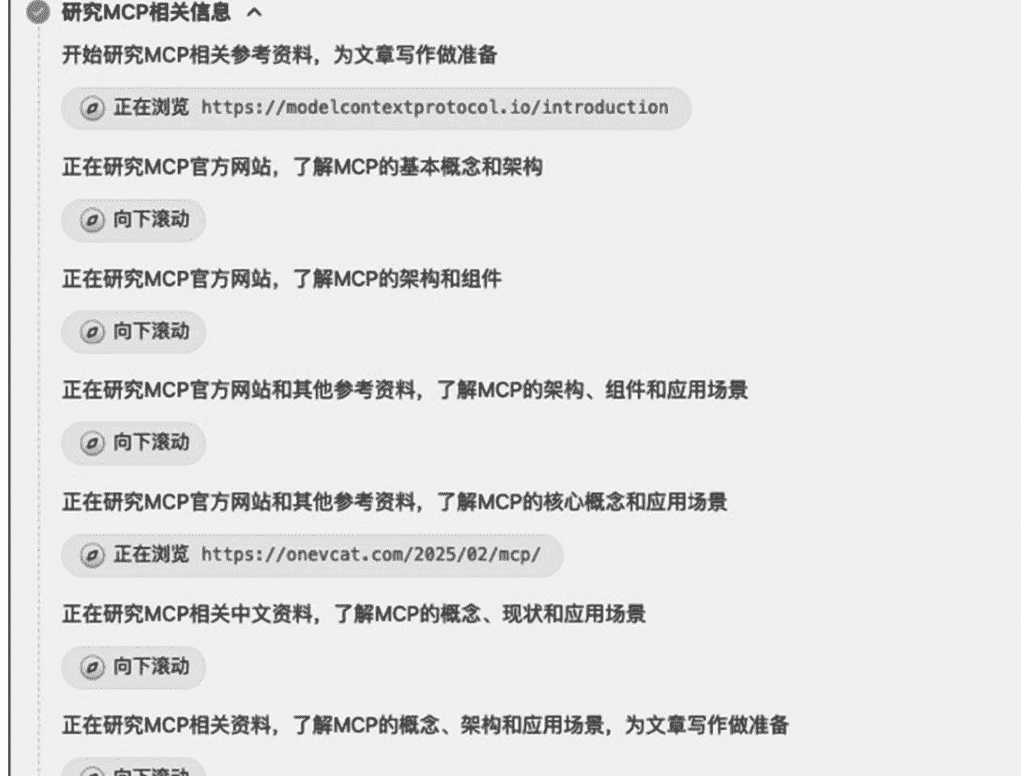 研究MCP相关信息
开始研究MCP相关参考资料，为文章写作做准备
正在浏览 https://modelcontextprotocol.io/introduction
正在研究MCP官方网站，了解MCP的基本概念和架构
向下滚动
正在研究MCP官方网站，了解MCP的架构和组件
向下滚动
正在研究MCP官方网站和其他参考资料，了解MCP的架构、组件和应用场景
向下滚动
正在研究MCP官方网站和其他参考资料，了解MCP的核心概念和应用场景
正在浏览 https://onevcat.com/2025/02/mcp/
正在研究MCP相关中文资料，了解MCP的概念、现状和应用场景
向下滚动
正在研究MCP相关资料，了解MCP的概念、架构和应用场景，为文章写作做准备
向下滚动